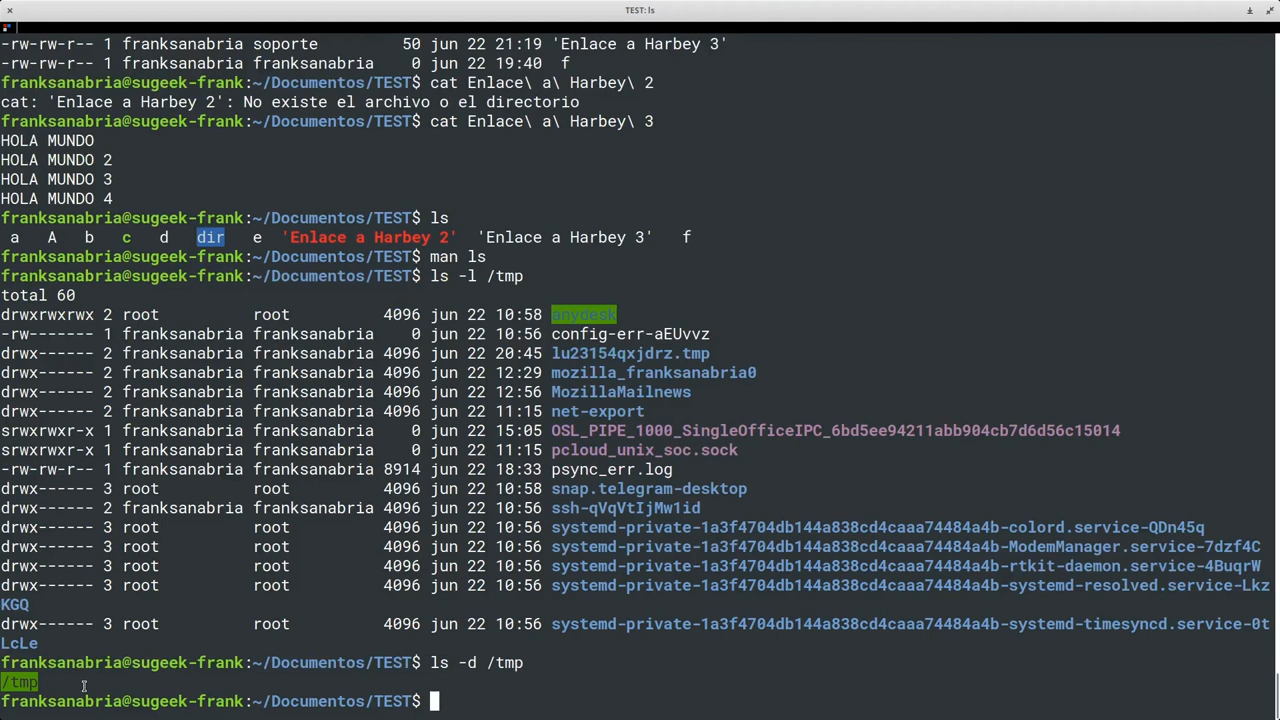 TEST: ls
-rw-rw-r-- 1 franksanabria soporte 50 jun 22 21:19 'Enlace a Harbey 3'
-rw-rw-r-- 1 franksanabria franksanabria 0 jun 22 19:40 f
franksanabria@sugeek-frank:~/Documentos/TEST$ cat Enlace\ a\ Harbey\ 2
cat: 'Enlace a Harbey 2': No existe el archivo o el directorio
franksanabria@sugeek-frank:~/Documentos/TEST$ cat Enlace\ a\ Harbey\ 3
HOLA MUNDO
HOLA MUNDO 2
HOLA MUNDO 3
HOLA MUNDO 4
franksanabria@sugeek-frank:~/Documentos/TEST$ ls
a A b c d dir e 'Enlace a Harbey 2' 'Enlace a Harbey 3' f
franksanabria@sugeek-frank:~/Documentos/TEST$ man ls
franksanabria@sugeek-frank:~/Documentos/TEST$ ls -l /tmp
total 60
drwxrwxrwx 2 root root 4096 jun 22 10:58 anydesk
-rw------- 1 franksanabria franksanabria 0 jun 22 10:56 config-err-aEUvvz
drwx------ 2 franksanabria franksanabria 4096 jun 22 20:45 lu23154qxjdrz.tmp
drwx------ 2 franksanabria franksanabria 4096 jun 22 12:29 mozilla_franksanabria0
drwx------ 2 franksanabria franksanabria 4096 jun 22 12:56 MozillaMailnews
drwx------ 2 franksanabria franksanabria 4096 jun 22 11:15 net-export
srwxrwxr-x 1 franksanabria franksanabria 0 jun 22 15:05 OSL_PIPE_1000_SingleOfficeIPC_6bd5ee94211abb904cb7d6d56c15014
srwxrwxr-x 1 franksanabria franksanabria 0 jun 22 11:15 pcloud_unix_soc.sock
-rw-rw-r-- 1 franksanabria franksanabria 8914 jun 22 18:33 psync_err.log
drwx------ 3 root root 4096 jun 22 10:58 snap.telegram-desktop
drwx------ 2 franksanabria franksanabria 4096 jun 22 10:56 ssh-qVqVtIjMw1id
drwx------ 3 root root 4096 jun 22 10:56 systemd-private-1a3f4704db144a838cd4caaa74484a4b-colord.service-QDn45q
drwx------ 3 root root 4096 jun 22 10:56 systemd-private-1a3f4704db144a838cd4caaa74484a4b-ModemManager.service-7dzf4C
drwx------ 3 root root 4096 jun 22 10:56 systemd-private-1a3f4704db144a838cd4caaa74484a4b-rtkit-daemon.service-4BuqrW
drwx------ 3 root root 4096 jun 22 10:56 systemd-private-1a3f4704db144a838cd4caaa74484a4b-systemd-resolved.service-Lkz
KGQ
drwx------ 3 root root 4096 jun 22 10:56 systemd-private-1a3f4704db144a838cd4caaa74484a4b-systemd-timesyncd.service-0t
LcLe
franksanabria@sugeek-frank:~/Documentos/TEST$ ls -d /tmp
/tmp
franksanabria@sugeek-frank:~/Documentos/TEST$